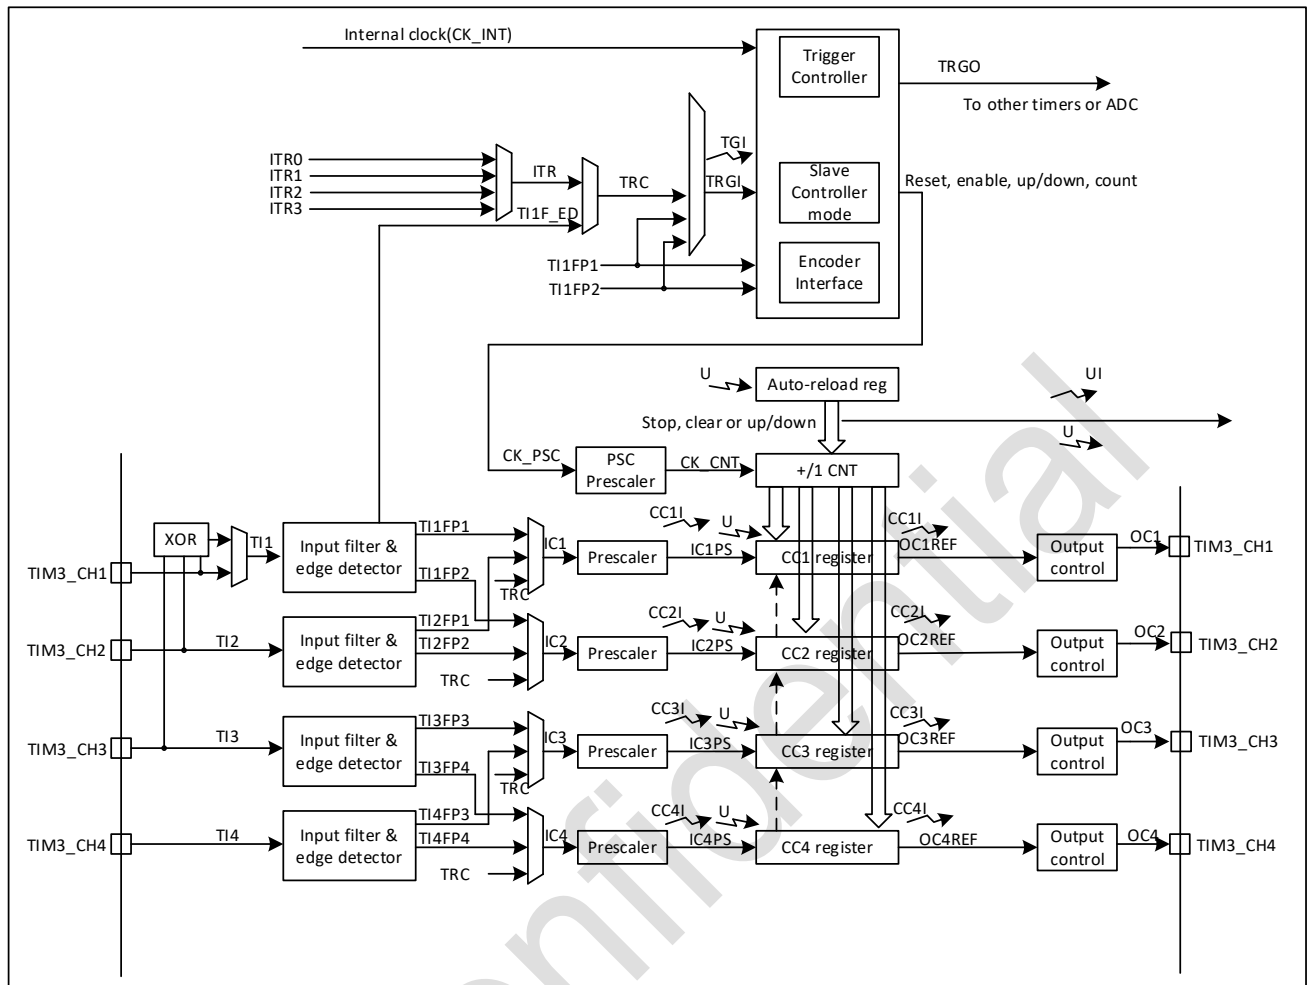 Internal clock(CK_INT)
Trigger
Controller
TRGO
To other timers or ADC
TGI
ITR0
ITR1
ITR2
ITR3
ITR
TRC
TRGI
TI1F_ED
Slave
Controller
mode
Reset, enable, up/down, count
TI1FP1
TI1FP2
Encoder
Interface
U
Auto-reload reg
UI
Stop, clear or up/down
U
CK_PSC
PSC
Prescaler
CK_CNT
+/1 CNT
XOR
TI1
Input filter &
edge detector
TI1FP1
TI1FP2
TRC
IC1
Prescaler
CC1I
U
IC1PS
CC1 register
CC1I
OC1REF
Output
control
OC1
TIM3_CH1
TIM3_CH1
TIM3_CH2
TI2
Input filter &
edge detector
TI2FP1
TI2FP2
TRC
IC2
Prescaler
CC2I
U
IC2PS
CC2 register
CC2I
OC2REF
Output
control
OC2
TIM3_CH2
TIM3_CH3
TI3
Input filter &
edge detector
TI3FP3
TI3FP4
TRC
IC3
Prescaler
CC3I
U
IC3PS
CC3 register
CC3I
OC3REF
Output
control
OC3
TIM3_CH3
TIM3_CH4
TI4
Input filter &
edge detector
TI4FP3
TI4FP4
TRC
IC4
Prescaler
CC4I
U
IC4PS
CC4 register
CC4I
OC4REF
Output
control
OC4
TIM3_CH4
nfidential